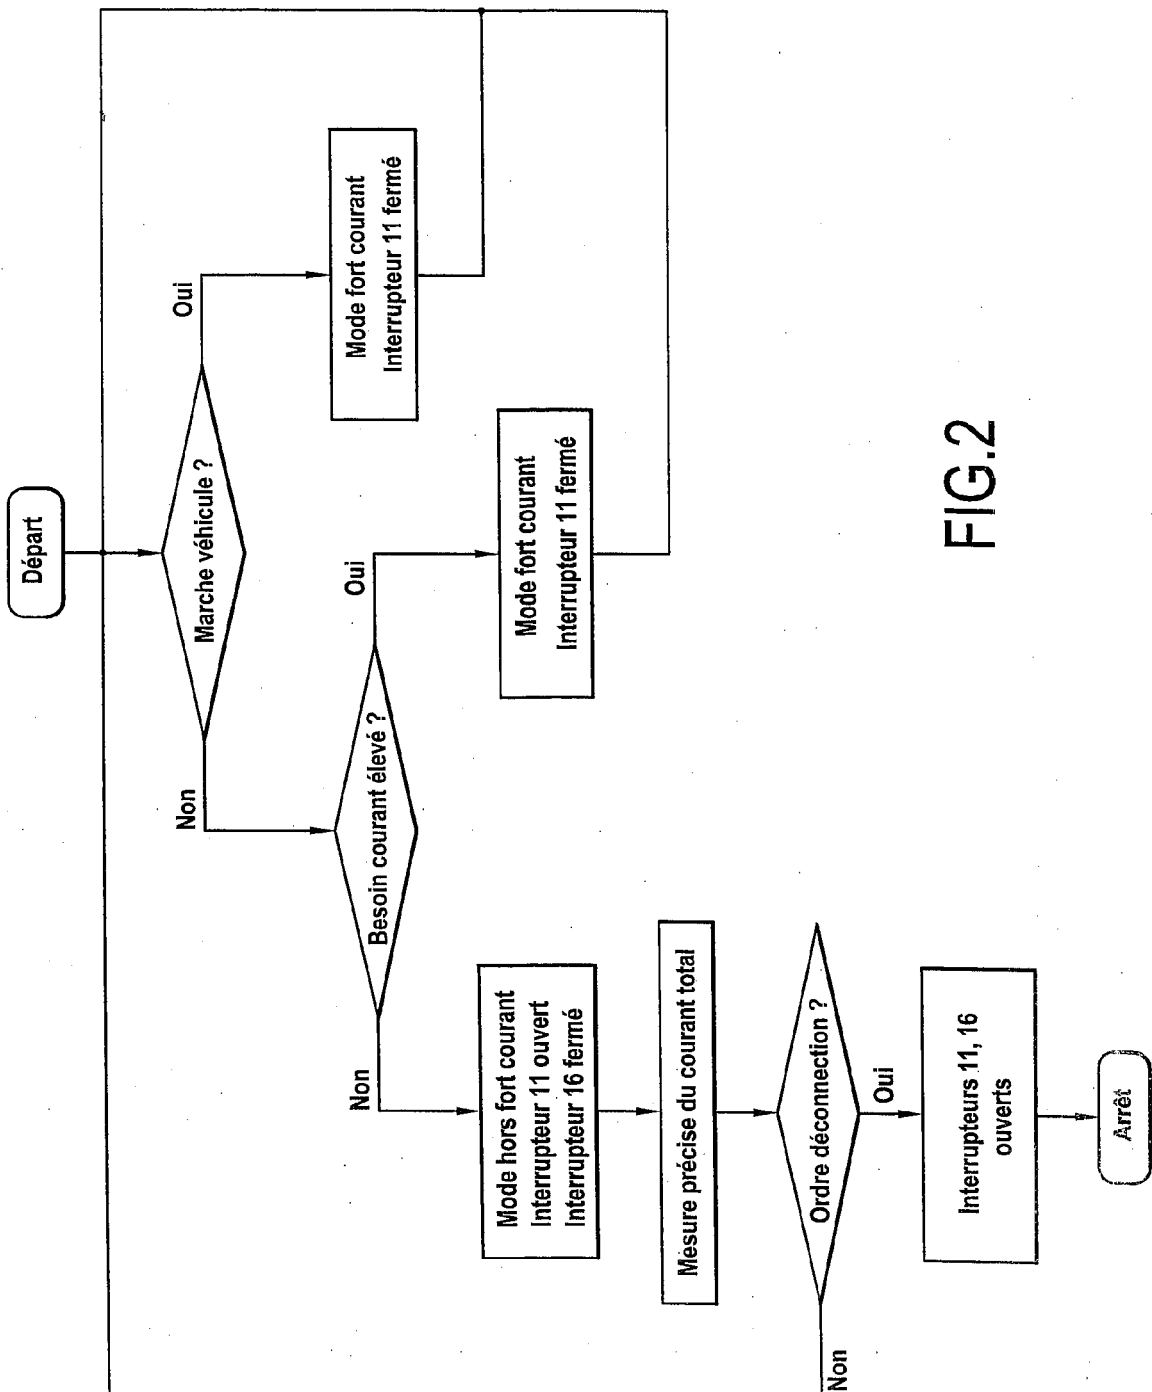 Départ
Marche véhicule ?
Oui
Mode fort courant
Interrupteur 11 fermé
Non
Besoin courant élevé ?
Oui
Mode fort courant
Interrupteur 11 fermé
Non
Mode hors fort courant
Interrupteur 11 ouvert
Interrupteur 16 fermé
Mesure précise du courant total
Ordre déconnection ?
Oui
Interrupteurs 11, 16
ouverts
Arrêt
Non
FIG.2